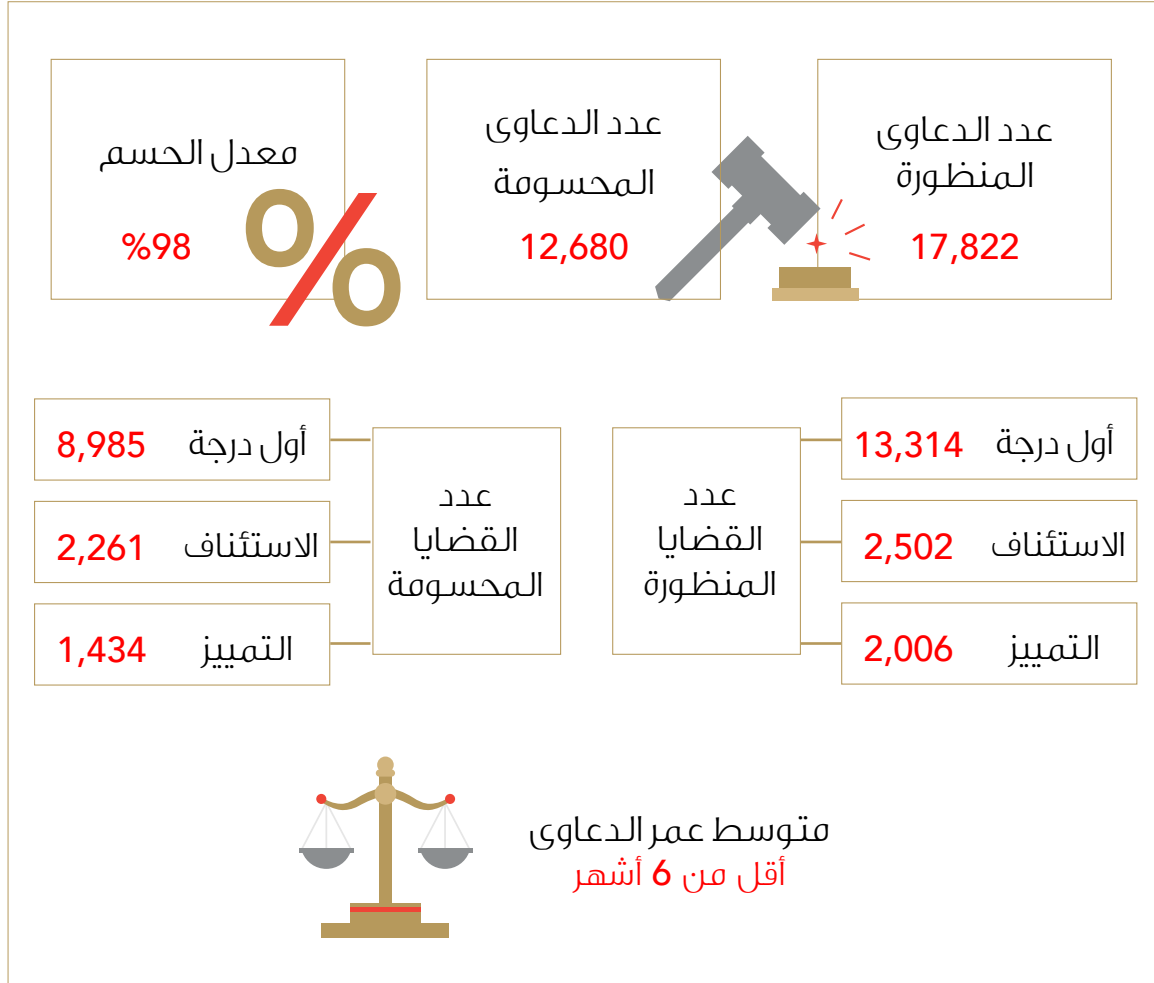 عدد الدعاوى
المنظورة
17,822
عدد الدعاوى
المحسومة
12,680
معدل الحسم
%98
%
عدد
القضايا
المنظورة
أول درجة 13,314
الاستئناف 2,502
التمييز 2,006
عدد
القضايا
المحسومة
أول درجة 8,985
الاستئناف 2,261
التمييز 1,434
متوسط عمر الدعاوى
أقل من 6 أشهر